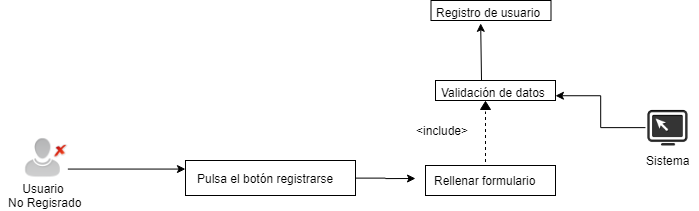 Registro de usuario
Validación de datos
<include>
Sistema
Usuario
No Regisrado
Pulsa el botón registrarse
Rellenar formulario